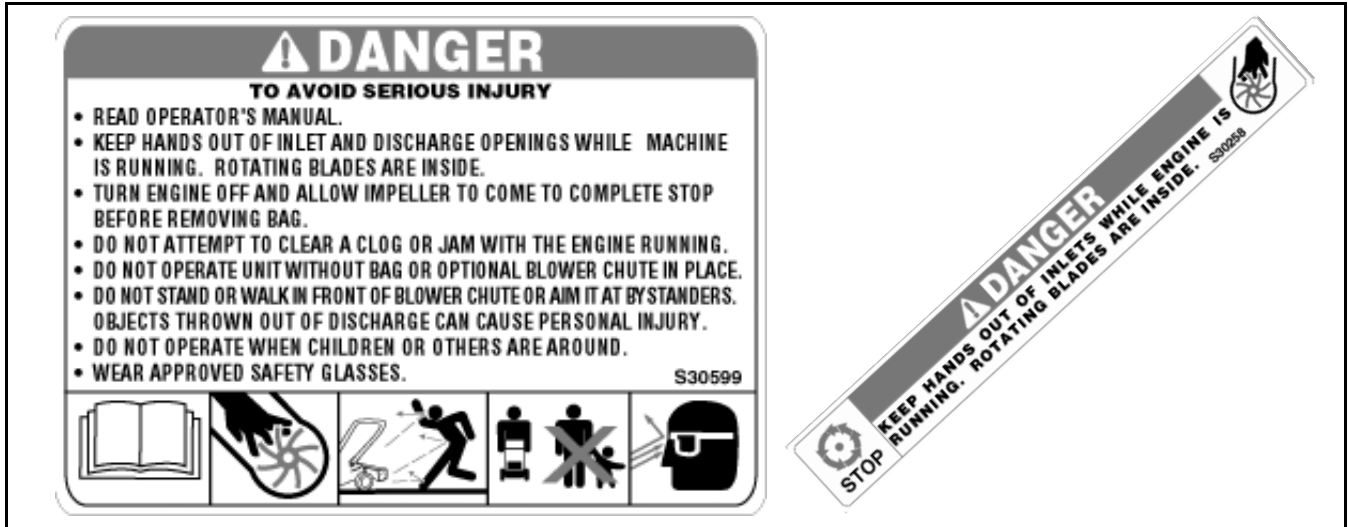 DANGER
TO AVOID SERIOUS INJURY
• READ OPERATOR'S MANUAL.
• KEEP HANDS OUT OF INLET AND DISCHARGE OPENINGS WHILE MACHINE
IS RUNNING. ROTATING BLADES ARE INSIDE.
• TURN ENGINE OFF AND ALLOW IMPELLER TO COME TO COMPLETE STOP
BEFORE REMOVING BAG.
• DO NOT ATTEMPT TO CLEAR A CLOG OR JAM WITH THE ENGINE RUNNING.
• DO NOT OPERATE UNIT WITHOUT BAG OR OPTIONAL BLOWER CHUTE IN PLACE.
• DO NOT STAND OR WALK IN FRONT OF BLOWER CHUTE OR AIM IT AT BYSTANDERS.
OBJECTS THROWN OUT OF DISCHARGE CAN CAUSE PERSONAL INJURY.
• DO NOT OPERATE WHEN CHILDREN OR OTHERS ARE AROUND.
• WEAR APPROVED SAFETY GLASSES.
S30599
DANGER
KEEP HANDS OUT OF INLETS WHILE ENGINE IS
RUNNING. ROTATING BLADES ARE INSIDE.
S30258
STOP